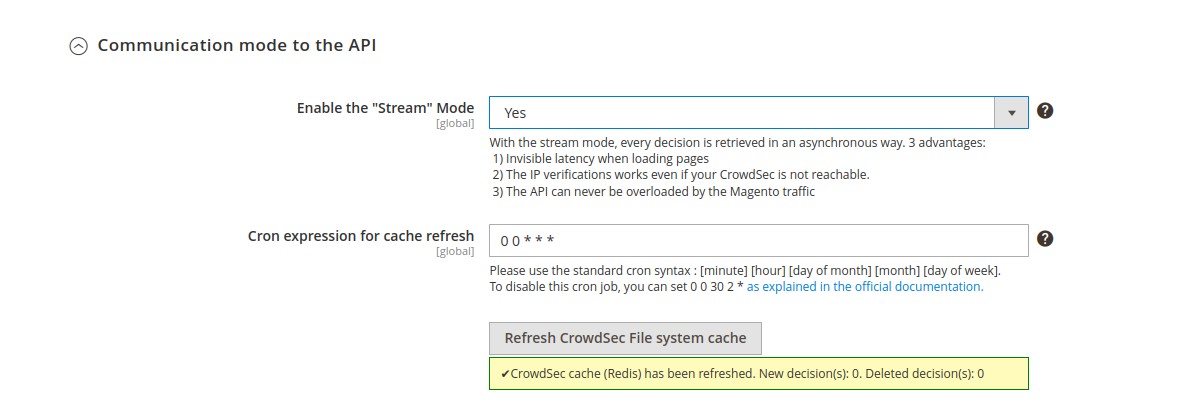 Communication mode to the API
Enable the "Stream" Mode
[global]
Yes
With the stream mode, every decision is retrieved in an asynchronous way. 3 advantages:
1) Invisible latency when loading pages
2) The IP verifications works even if your CrowdSec is not reachable.
3) The API can never be overloaded by the Magento traffic
Cron expression for cache refresh
[global]
0 0 * * *
Please use the standard cron syntax : [minute] [hour] [day of month] [month] [day of week].
To disable this cron job, you can set 0 0 30 2 * as explained in the official documentation.
Refresh CrowdSec File system cache
✔CrowdSec cache (Redis) has been refreshed. New decision(s): 0. Deleted decision(s): 0